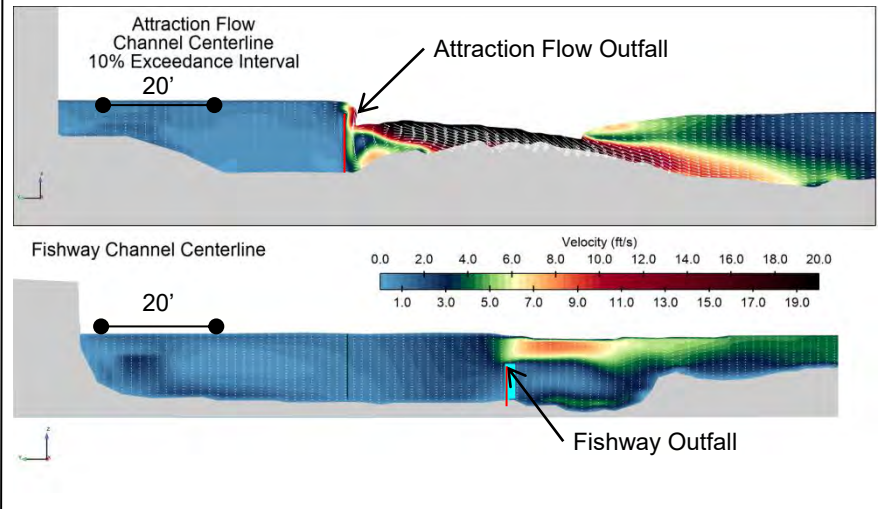 Attraction Flow
Channel Centerline
10% Exceedance Interval
20’
Attraction Flow Outfall
Fishway Channel Centerline
Velocity (ft/s)
0.0 2.0 4.0 6.0 8.0 10.0 12.0 14.0 16.0 18.0 20.0
1.0 3.0 5.0 7.0 9.0 11.0 13.0 15.0 17.0 19.0
20’
Fishway Outfall